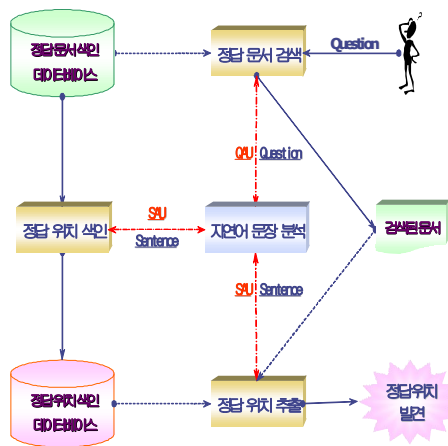 정답문서색인
데이터베이스
정답 문서 검색
Question
QAU Question
정답 위치 색인
SAU
Sentence
자연어 문장 분석
검색된문서
SAU Sentence
정답위치색인
데이터베이스
정답 위치 추출
정답위치
발견